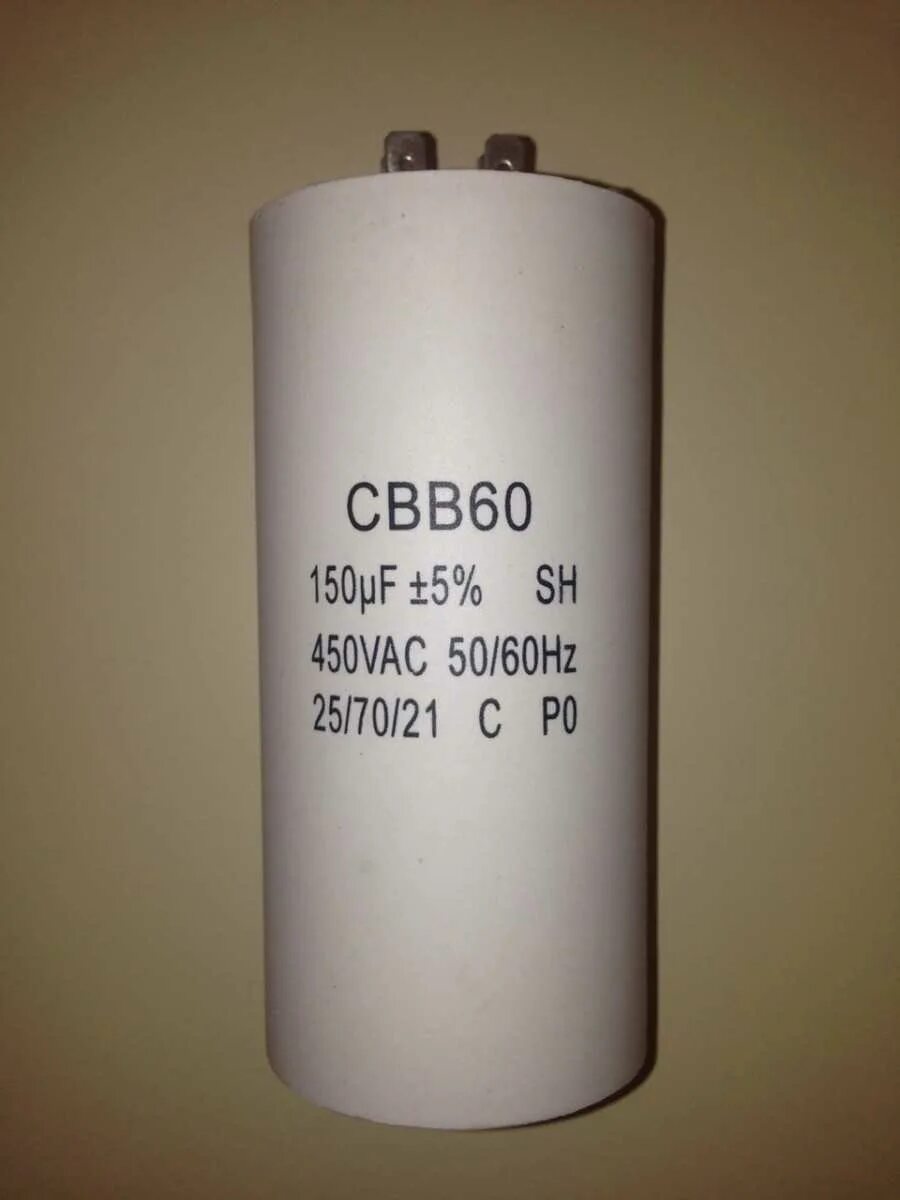 CBB60
150µF ±5% SH
450VAC 50/60Hz
25/70/21 C P0